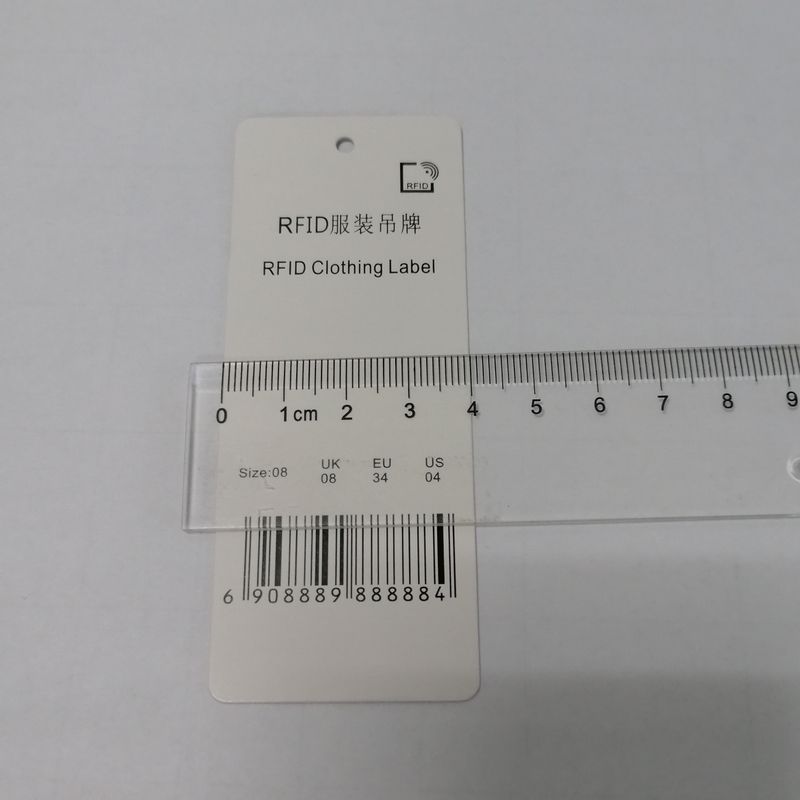 RFID
RFID服装吊牌
RFID Clothing Label
0 1cm 2 3 4 5 6 7 8 9
Size:08 UK 08 EU 34 US 04
6 908889 888884